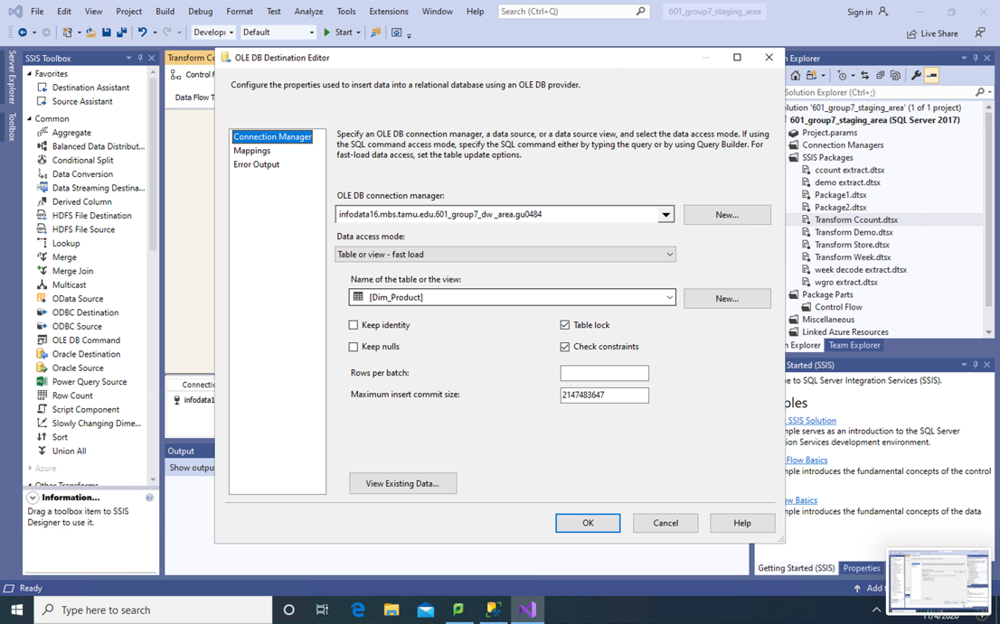 File Edit View Project Build Debug Format Test Analyze Tools Extensions Window Help Search (Ctrl+Q) 601_group7_staging_area Sign in
Develop Default Start Live Share
Server Explorer
Toolbox
SSIS Toolbox
Favorites
Destination Assistant
Source Assistant
Common
Aggregate
Balanced Data Distribut...
Conditional Split
Data Conversion
Data Streaming Destina...
Derived Column
HDFS File Destination
HDFS File Source
Lookup
Merge
Merge Join
Multicast
OData Source
ODBC Destination
ODBC Source
OLE DB Command
Oracle Destination
Oracle Source
Power Query Source
Row Count
Script Component
Slowly Changing Dime...
Sort
Union All
Azure
Other Transforms
Information...
Drag a toolbox item to SSIS
Designer to use it.
Transform Cc
Control F
Data Flow T
Connectio
infodata1
Output
Show outpu
OLE DB Destination Editor
Configure the properties used to insert data into a relational database using an OLE DB provider.
Connection Manager
Mappings
Error Output
Specify an OLE DB connection manager, a data source, or a data source view, and select the data access mode. If using
the SQL command access mode, specify the SQL command either by typing the query or by using Query Builder. For
fast-load data access, set the table update options.
OLE DB connection manager:
infodata16.mbs.tamu.edu.601_group7_dw _area.gu0484
New...
Data access mode:
Table or view - fast load
Name of the table or the view:
[Dim_Product]
New...
Keep identity
Table lock
Keep nulls
Check constraints
Rows per batch:
Maximum insert commit size:
2147483647
View Existing Data...
OK Cancel Help
n Explorer
Solution Explorer (Ctrl+;)
olution '601_group7_staging_area' (1 of 1 project)
601_group7_staging_area (SQL Server 2017)
Project.params
Connection Managers
SSIS Packages
ccount extract.dtsx
demo extract.dtsx
Package1.dtsx
Package2.dtsx
Transform Ccount.dtsx
Transform Demo.dtsx
Transform Store.dtsx
Transform Week.dtsx
week decode extract.dtsx
wgro extract.dtsx
Package Parts
Control Flow
Miscellaneous
Linked Azure Resources
n Explorer Team Explorer
Started (SSIS)
e to SQL Server Integration Services (SSIS).
ples
SSIS Solution
mple serves as an introduction to the SQL Server
ion Services development environment.
Flow Basics
mple introduces the fundamental concepts of the control
ow Basics
mple introduces the fundamental concepts of the data
Getting Started (SSIS) Properties
Ready
Add t
Type here to search
11/4/2020